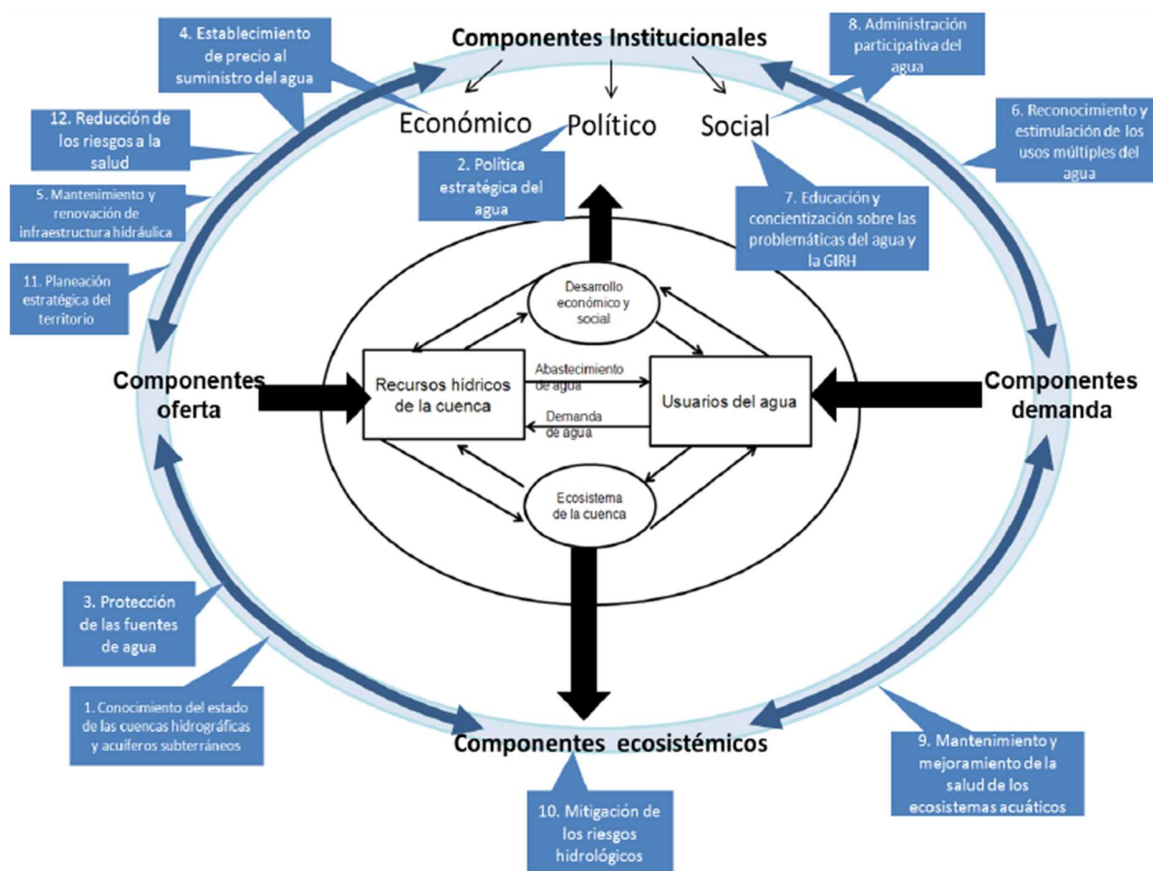 4. Establecimiento
de precio al
suministro del agua
Componentes Institucionales
8. Administración
participativa del
agua
12. Reducción de
los riesgos a la
salud
Económico
Político
Social
6. Reconocimiento y
estimulación de los
usos múltiples del
agua
2. Política
estratégica del
agua
5. Mantenimiento y
renovación de
infraestructura hidráulica
7. Educación y
concientización sobre las
problemáticas del agua y
la GIRH
11. Planeación
estratégica del
territorio
Desarrollo
económico y
social
Componentes
oferta
Recursos hídricos
de la cuenca
Abastecimiento
de agua
Demanda
de agua
Usuarios del agua
Componentes
demanda
Ecosistema
de la cuenca
3. Protección
de las fuentes
de agua
1. Conocimiento del estado
de las cuencas hidrográficas
y acuíferos subterráneos
Componentes ecosistémicos
9. Mantenimiento y
mejoramiento de la
salud de los
ecosistemas acuáticos
10. Mitigación de
los riesgos
hidrológicos